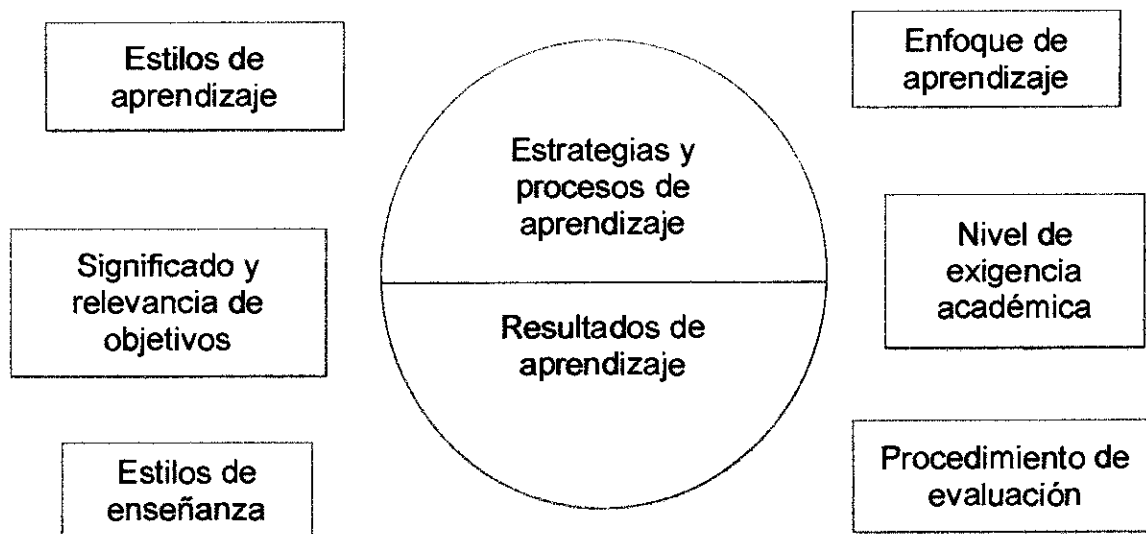 Estilos de
aprendizaje
Enfoque de
aprendizaje
Estrategias y
procesos de
aprendizaje
Significado y
relevancia de
objetivos
Nivel de
exigencia
académica
Resultados de
aprendizaje
Estilos de
enseñanza
Procedimiento de
evaluación